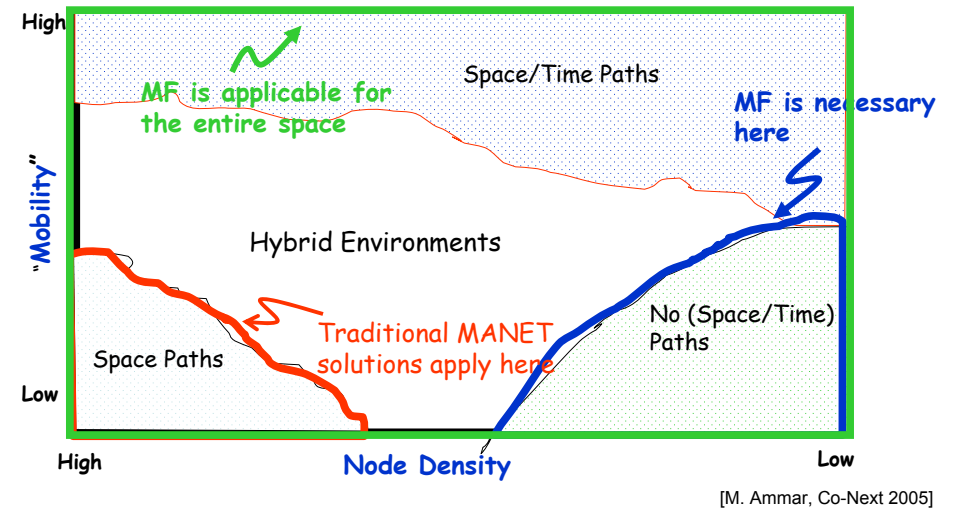 High
Space/Time Paths
MF is applicable for
the entire space
MF is necessary
here
"Mobility"
Hybrid Environments
No (Space/Time)
Paths
Traditional MANET
solutions apply here
Space Paths
Low
High
Node Density
Low
[M. Ammar, Co-Next 2005]